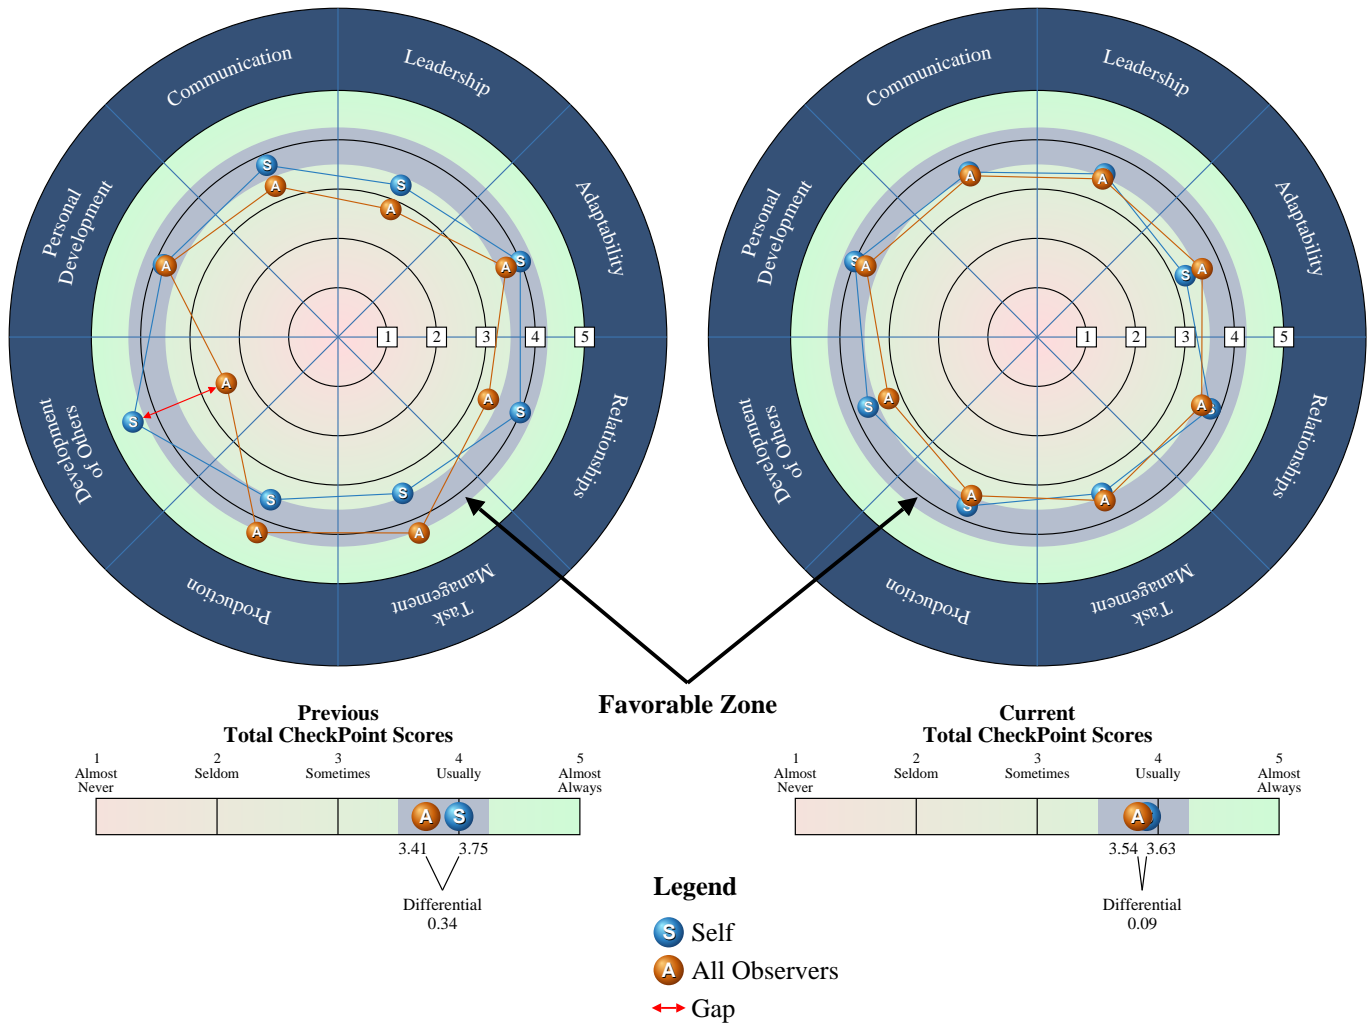 Communication
Leadership
Adaptability
Relationships
Task
Management
Production
Development
of Others
Personal
Development
1 2 3 4 5
S
A
S
A
S
A
S
A
S
A
S
A
S
A
A
Communication
Leadership
Adaptability
Relationships
Task
Management
Production
Development
of Others
Personal
Development
1 2 3 4 5
A
A
S
A
S
A
A
S
A
S
A
S
A
S
A
Favorable Zone
Previous
Total CheckPoint Scores
1 2 3 4 5
Almost
Never
Seldom
Sometimes
Usually
Almost
Always
A S
3.41 3.75
Differential
0.34
Current
Total CheckPoint Scores
1 2 3 4 5
Almost
Never
Seldom
Sometimes
Usually
Almost
Always
A
3.54 3.63
Differential
0.09
Legend
S Self
A All Observers
Gap